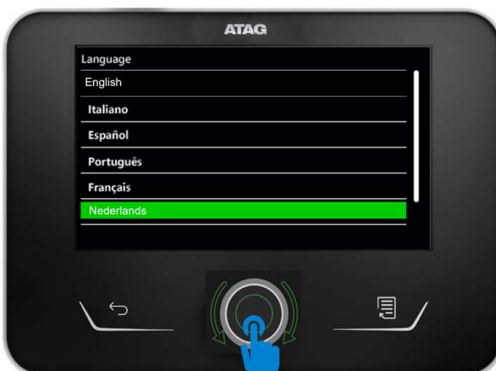 ATAG
Language
English
Italiano
Español
Português
Français
Nederlands